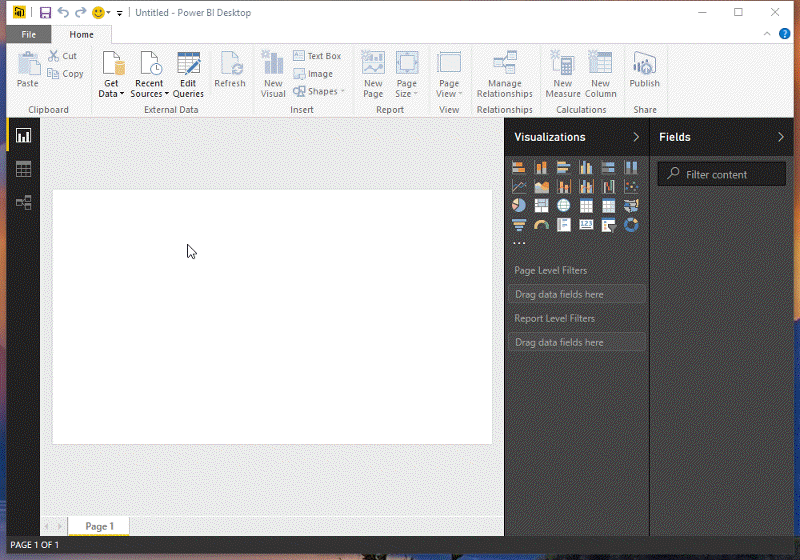 Untitled - Power BI Desktop
File Home
Paste
Cut
Copy
Clipboard
Get Data
Recent Sources
Edit Queries
Refresh
External Data
New Visual
Text Box
Image
Shapes
Insert
New Page
Page Size
Report
Page View
View
Manage Relationships
Relationships
New Measure
New Column
Calculations
Publish
Share
Visualizations
123
Page Level Filters
Drag data fields here
Report Level Filters
Drag data fields here
Fields
Filter content
Page 1
PAGE 1 OF 1